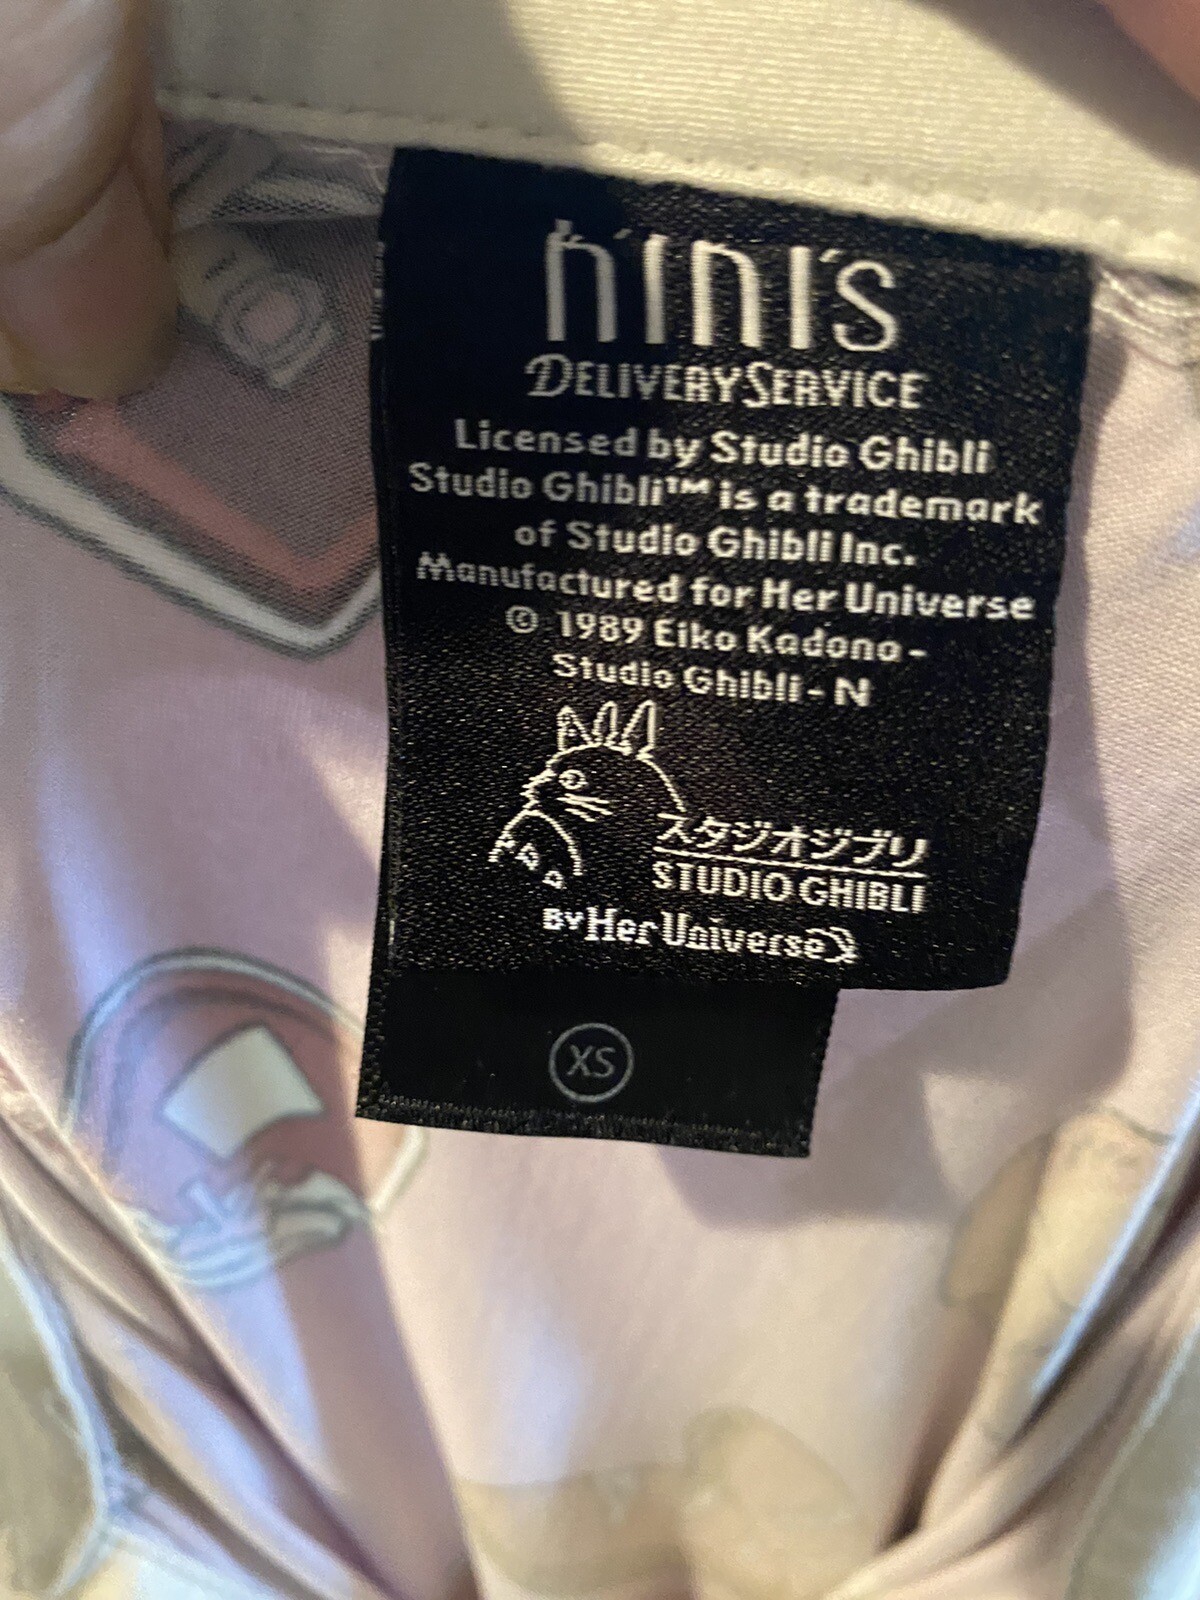 KiKi's
DELIVERY SERVICE
Licensed by Studio Ghibli
Studio Ghibli™ is a trademark
of Studio Ghibli Inc.
Manufactured for Her Universe
© 1989 Eiko Kadono -
Studio Ghibli - N
スタジオジブリ
STUDIO GHIBLI
BY Her Universe
XS